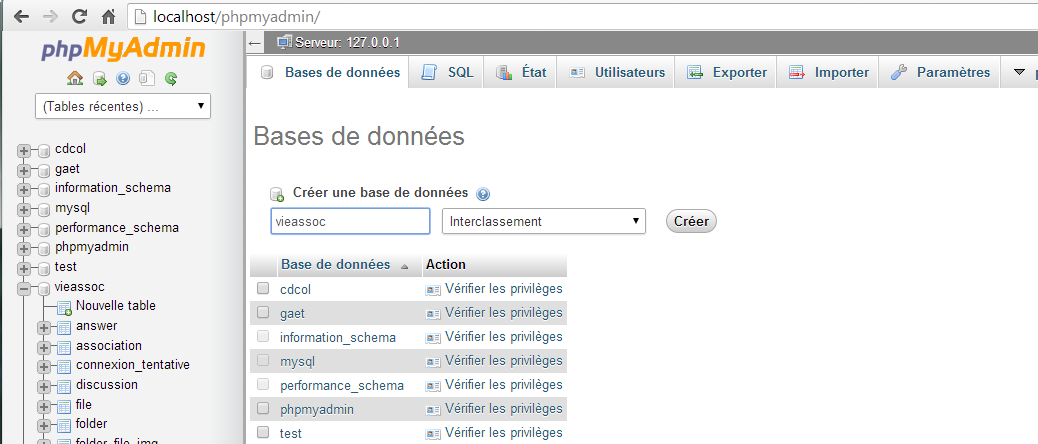 localhost/phpmyadmin/
phpMyAdmin
(Tables récentes) ...
cdcol
gaet
information_schema
mysql
performance_schema
phpmyadmin
test
vieassoc
Nouvelle table
answer
association
connexion_tentative
discussion
file
folder
folder_file_img
Serveur: 127.0.0.1
Bases de données SQL État Utilisateurs Exporter Importer Paramètres
Bases de données
Créer une base de données
vieassoc Interclassement Créer
Base de données Action
cdcol Vérifier les privilèges
gaet Vérifier les privilèges
information_schema Vérifier les privilèges
mysql Vérifier les privilèges
performance_schema Vérifier les privilèges
phpmyadmin Vérifier les privilèges
test Vérifier les privilèges